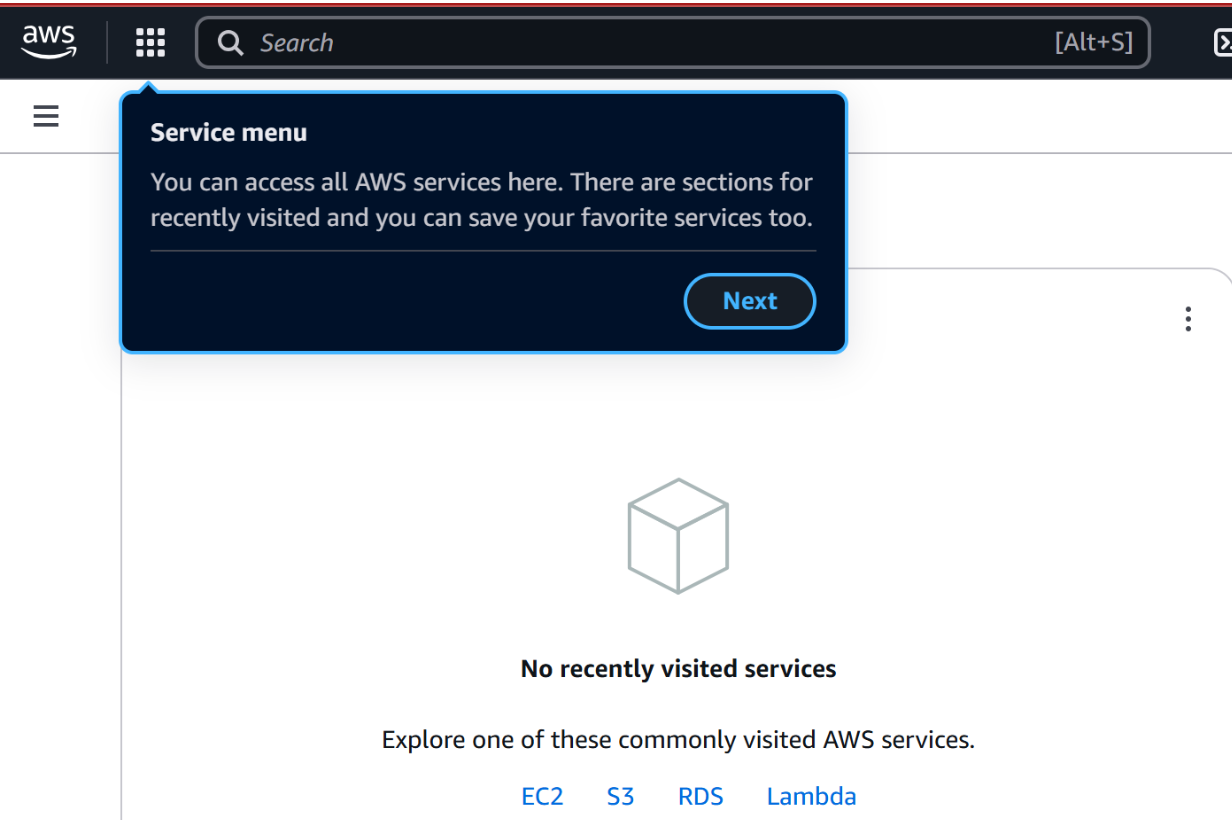 aws
Search [Alt+S]
Service menu
You can access all AWS services here. There are sections for
recently visited and you can save your favorite services too.
Next
No recently visited services
Explore one of these commonly visited AWS services.
EC2 S3 RDS Lambda